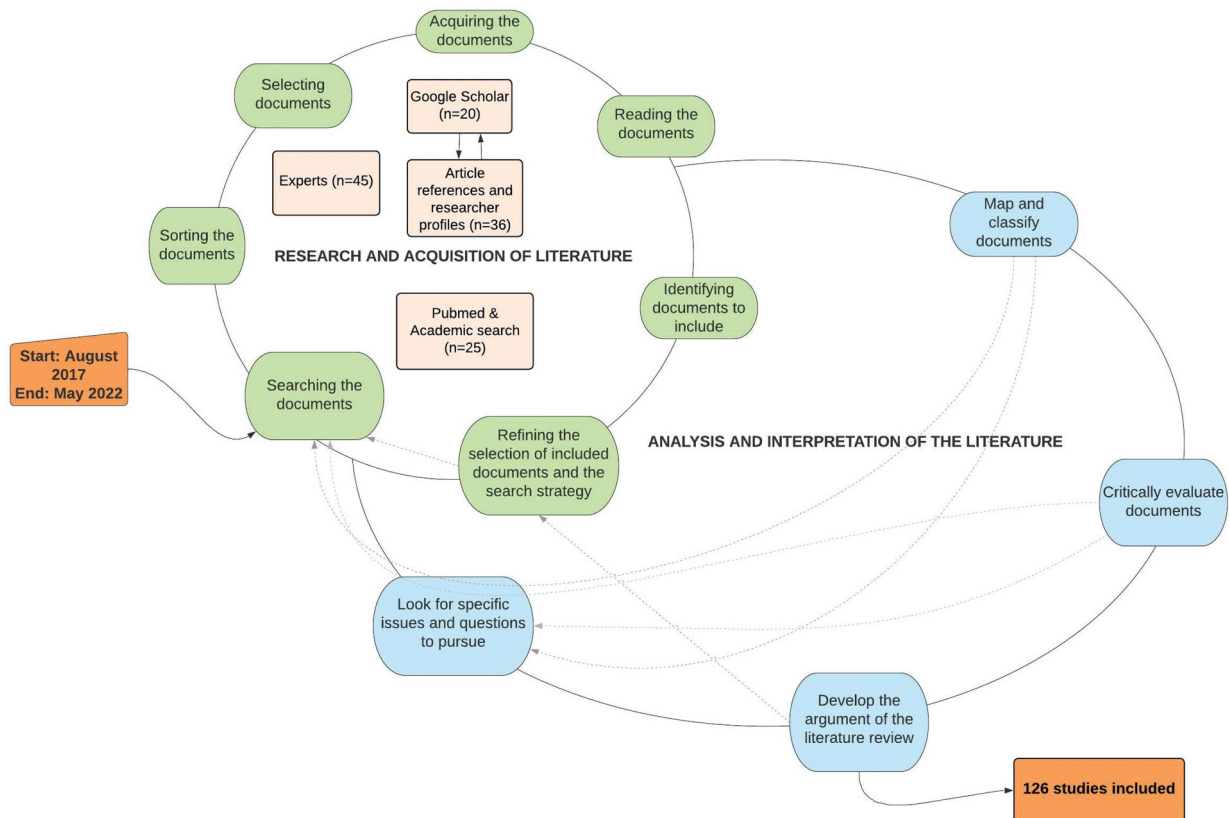 Acquiring the
documents
Selecting
documents
Google Scholar
(n=20)
Reading the
documents
Experts (n=45)
Article
references and
researcher
profiles (n=36)
Map and
classify
documents
Sorting the
documents
RESEARCH AND ACQUISITION OF LITERATURE
Identifying
documents to
include
Pubmed &
Academic search
(n=25)
Start: August
2017
End: May 2022
Searching the
documents
Refining the
selection of included
documents and the
search strategy
ANALYSIS AND INTERPRETATION OF THE LITERATURE
Critically evaluate
documents
Look for specific
issues and questions
to pursue
Develop the
argument of the
literature review
126 studies included